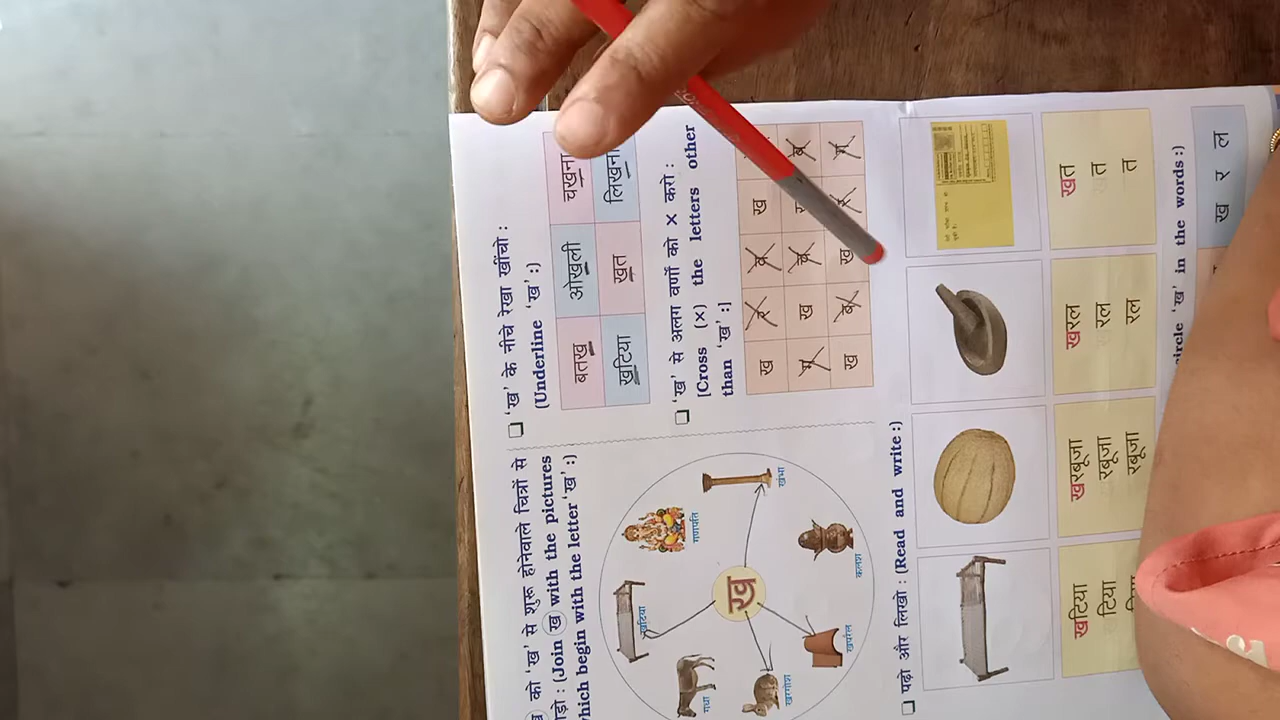 को 'ख' से शुरू होनेवाले चित्रों से
(Join ख with the pictures
which begin with the letter 'ख' :)
खटिया
गणपति
खंभा
गधा
ख
कलश
खरगोश
खपरैल
❑ 'ख' के नीचे रेखा खींचो :
(Underline 'ख' :)
बतख ओखली चखना
खटिया खत लिखना
❑ 'ख' से अलग वर्णों को × करो :
[Cross (×) the letters other
than 'ख' :]
ख ख
ख
ख ख
❑ पढ़ो और लिखो : (Read and write :)
खटिया खरबूजा खरल खत
टिया रबूजा रल त
रबूजा रल त
circle 'ख' in the words :)
ख र ल